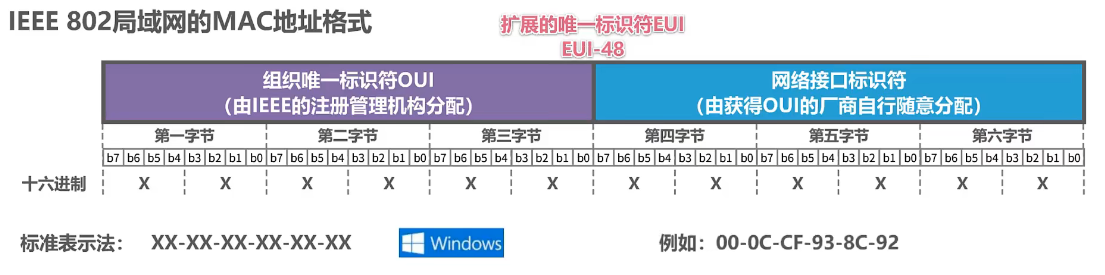 IEEE 802局域网的MAC地址格式
扩展的唯一标识符EUI
EUI-48
组织唯一标识符OUI
（由IEEE的注册管理机构分配）
网络接口标识符
（由获得OUI的厂商自行随意分配）
第一字节 第二字节 第三字节 第四字节 第五字节 第六字节
b7 b6 b5 b4 b3 b2 b1 b0 b7 b6 b5 b4 b3 b2 b1 b0 b7 b6 b5 b4 b3 b2 b1 b0 b7 b6 b5 b4 b3 b2 b1 b0 b7 b6 b5 b4 b3 b2 b1 b0 b7 b6 b5 b4 b3 b2 b1 b0
十六进制 X X X X X X X X X X X X
标准表示法： XX-XX-XX-XX-XX-XX Windows 例如：00-0C-CF-93-8C-92